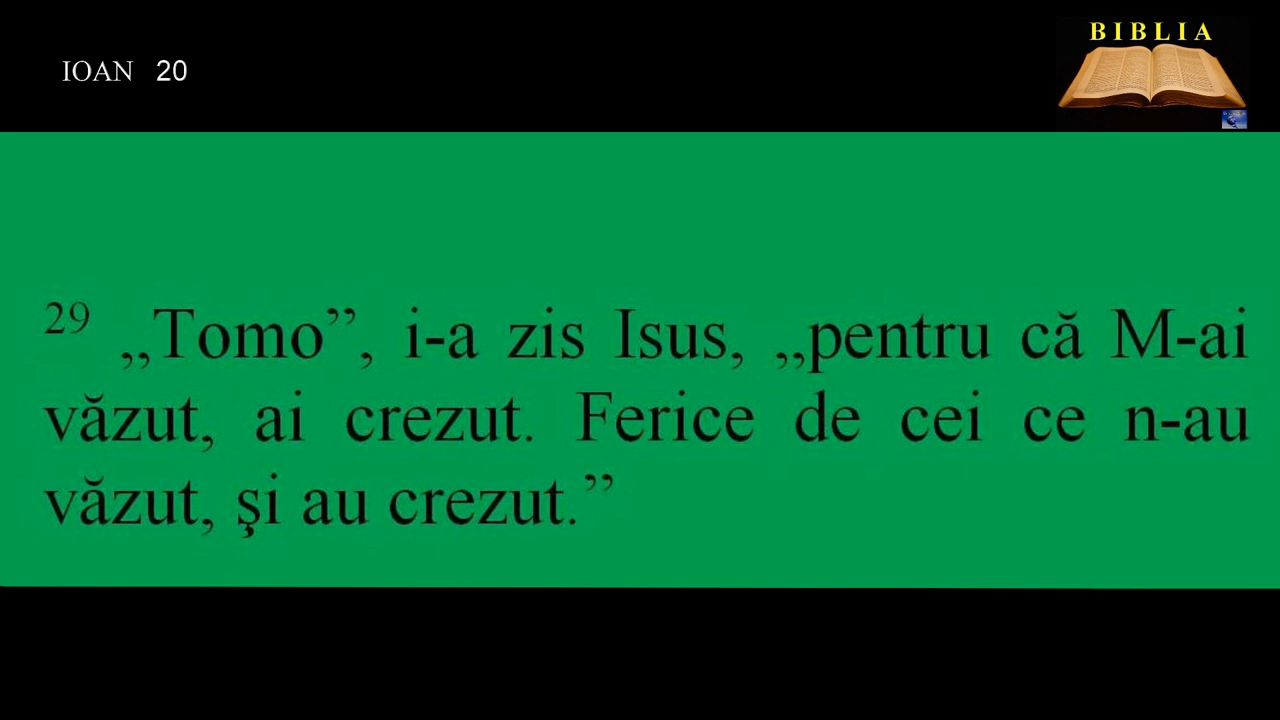 BIBLIA
IOAN 20
29 „Tomo”, i-a zis Isus, „pentru că M-ai
văzut, ai crezut. Ferice de cei ce n-au
văzut, şi au crezut.”